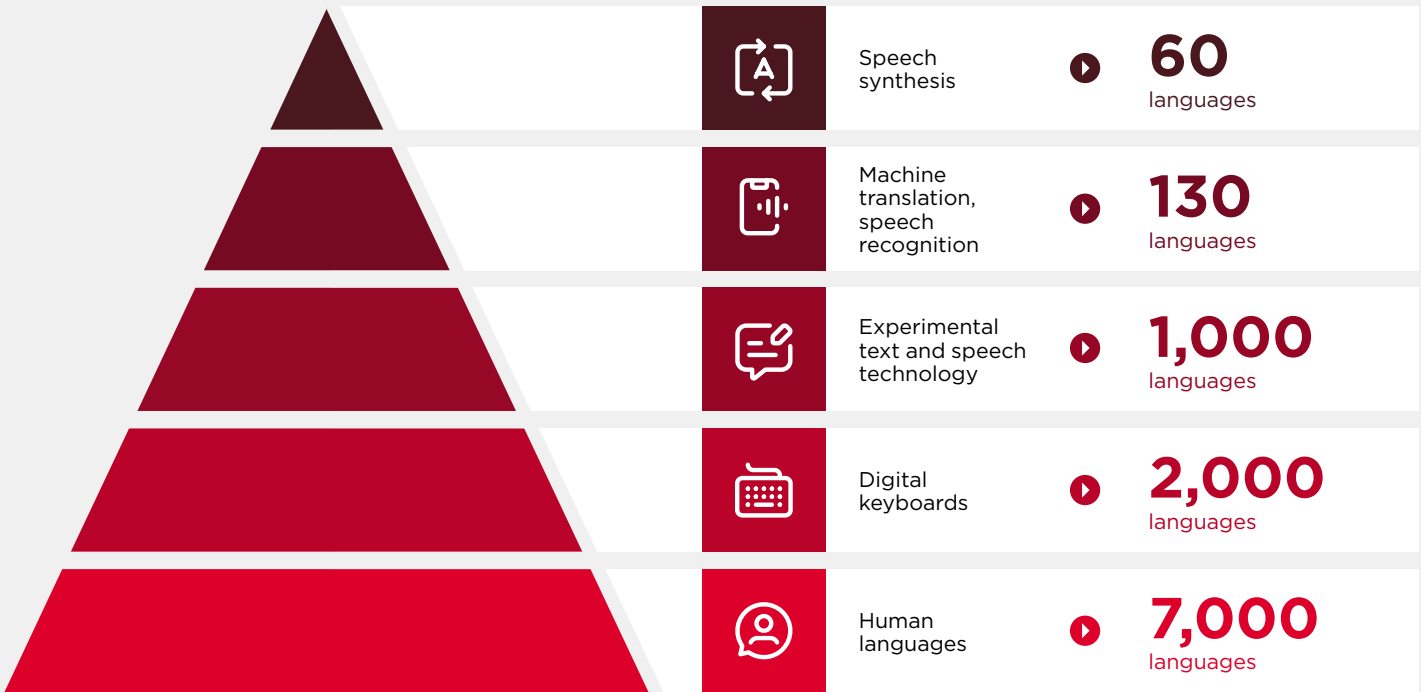 A
Speech
synthesis
60
languages
Machine
translation,
speech
recognition
130
languages
Experimental
text and speech
technology
1,000
languages
Digital
keyboards
2,000
languages
Human
languages
7,000
languages